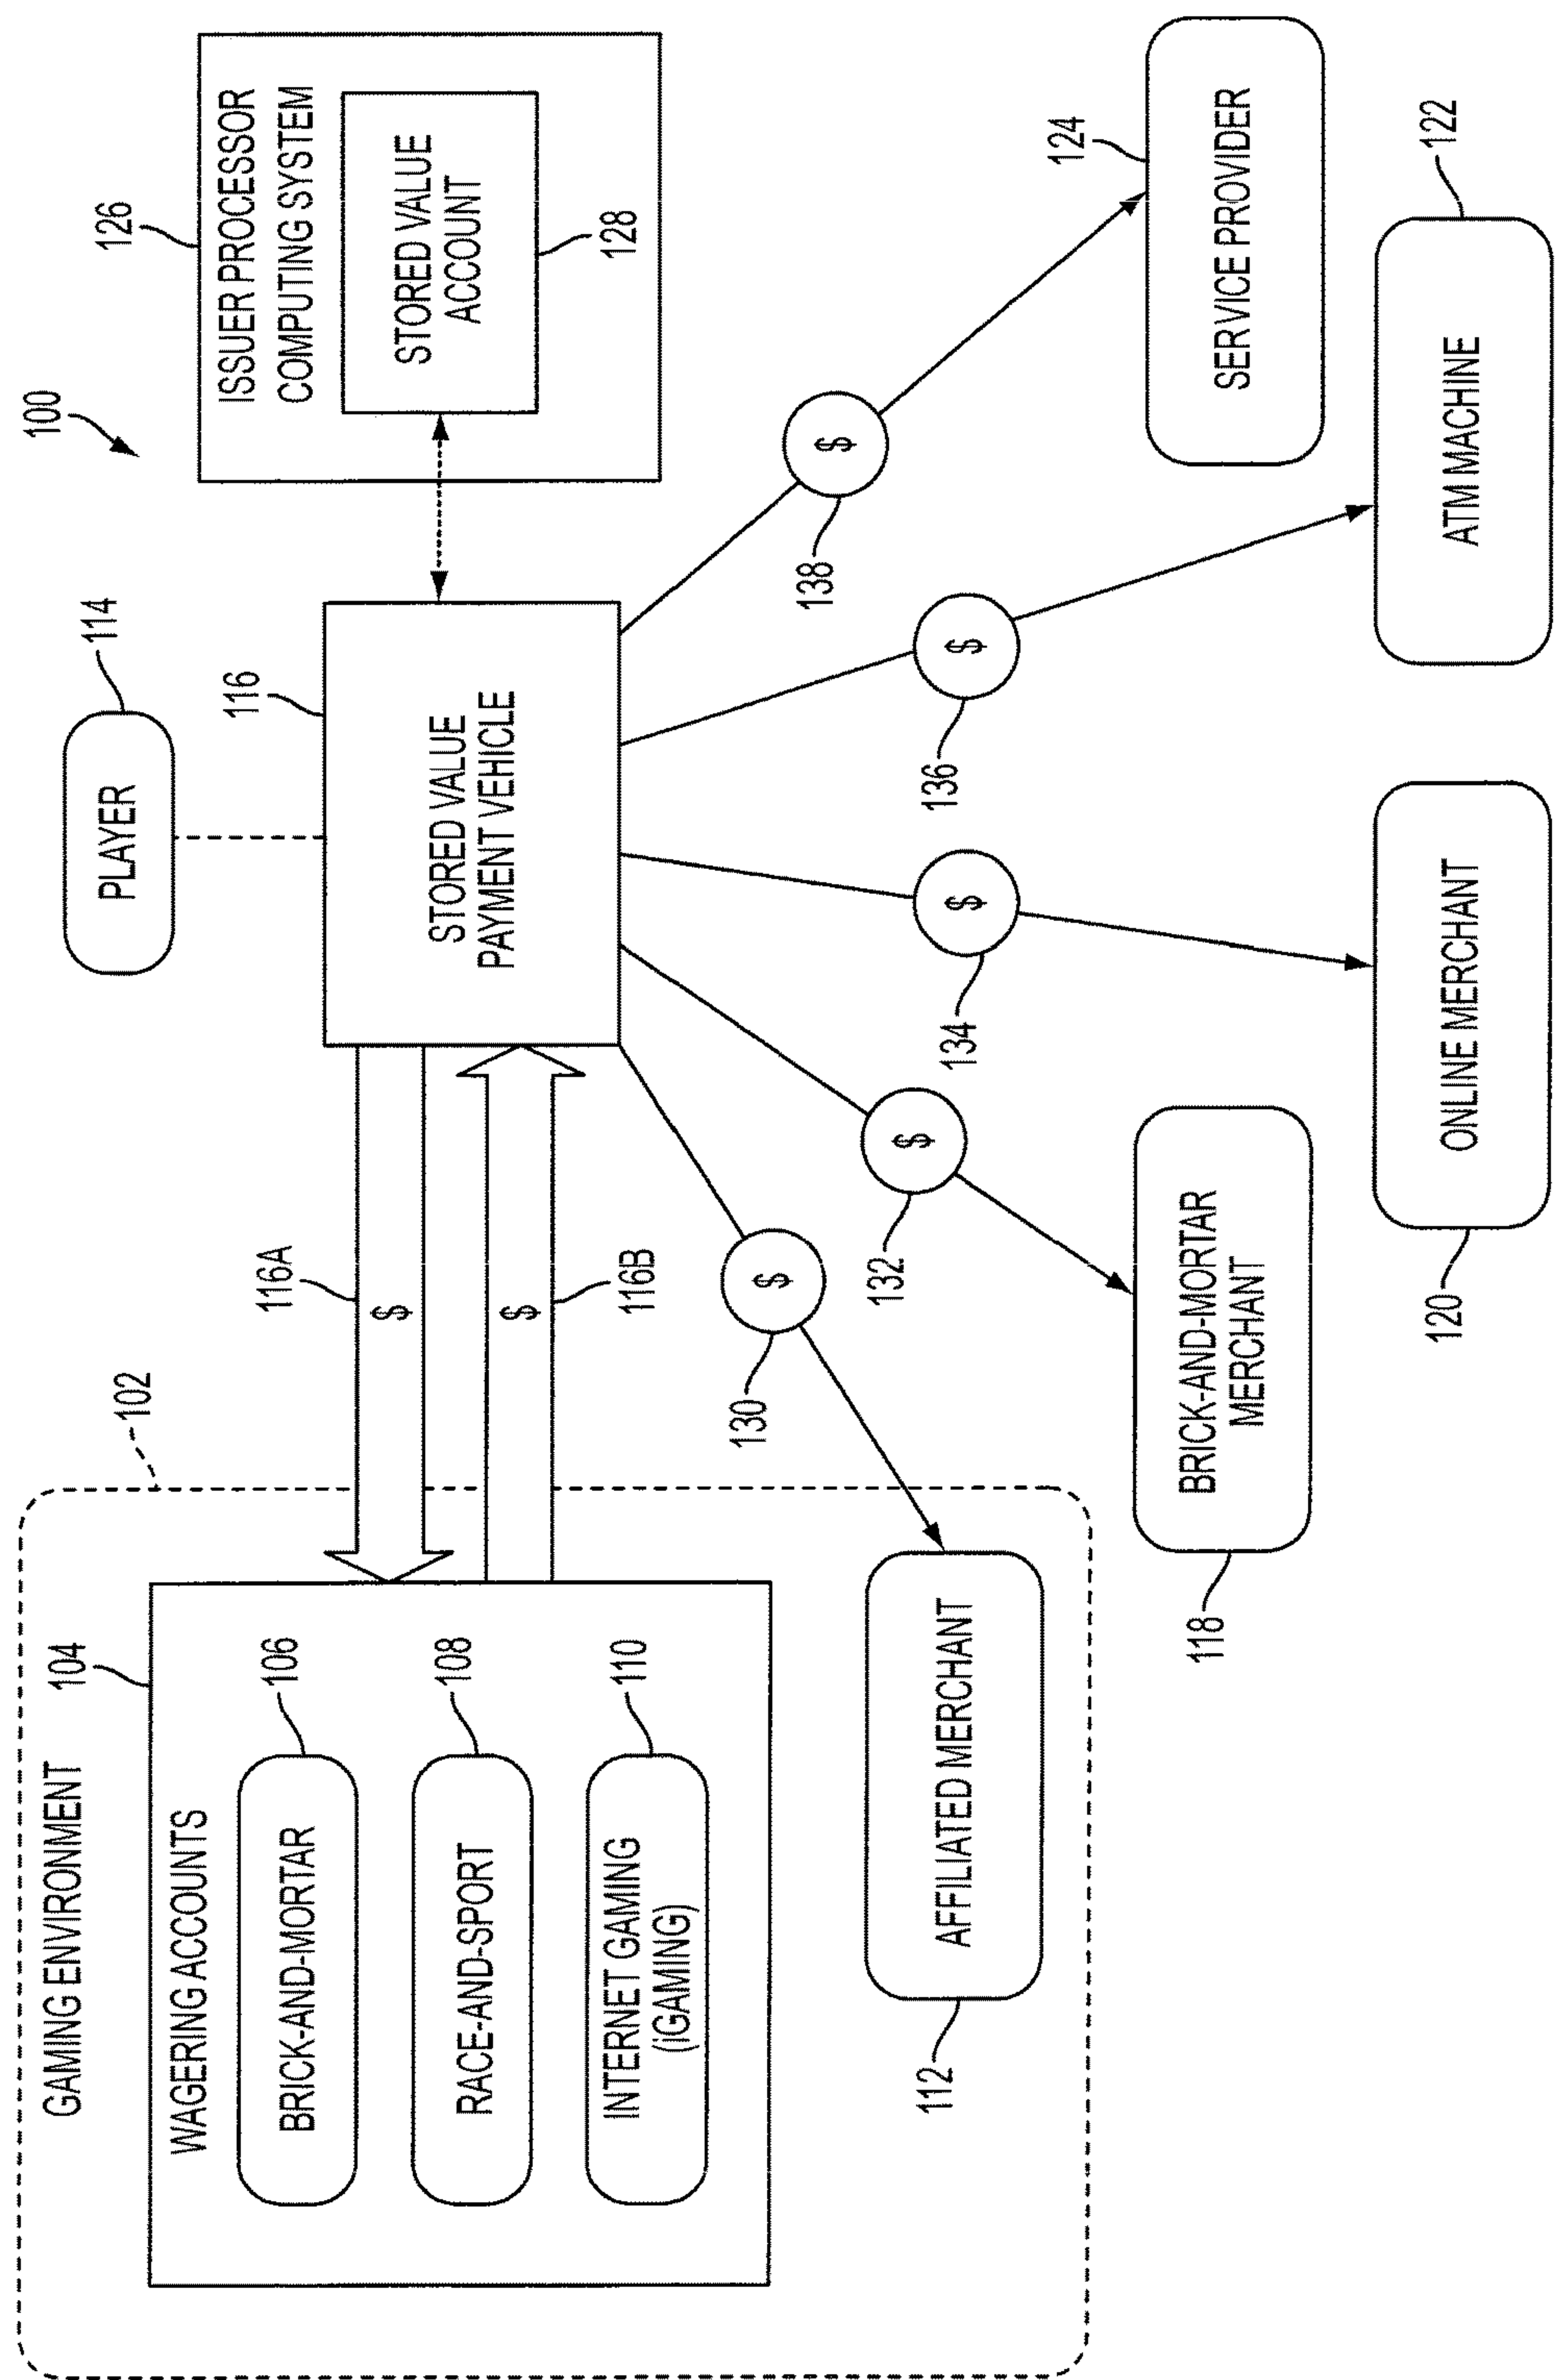 100
PLAYER
114
GAMING ENVIRONMENT
102
104
WAGERING ACCOUNTS
BRICK-AND-MORTAR
106
RACE-AND-SPORT
108
INTERNET GAMING
(iGAMING)
110
AFFILIATED MERCHANT
112
116A
$
$
116B
116
STORED VALUE
PAYMENT VEHICLE
126
ISSUER PROCESSOR
COMPUTING SYSTEM
STORED VALUE
ACCOUNT
128
$
130
$
132
$
134
$
136
$
138
BRICK-AND-MORTAR
MERCHANT
118
ONLINE MERCHANT
120
ATM MACHINE
122
SERVICE PROVIDER
124